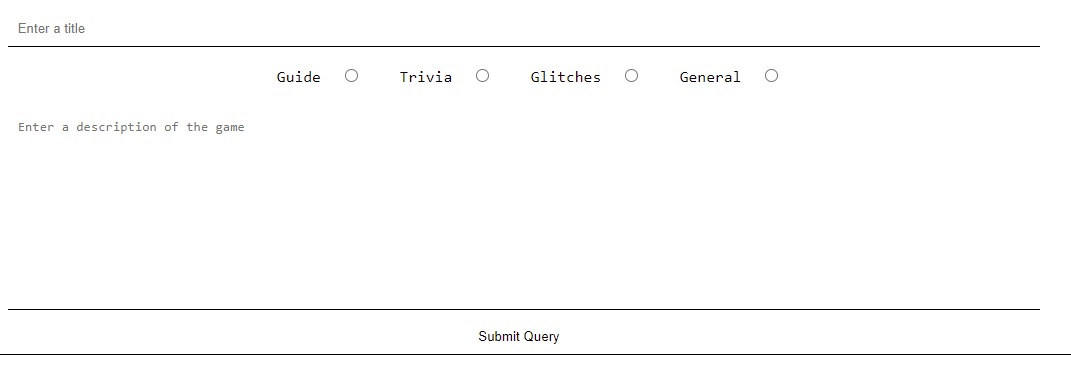 Enter a title
Guide Trivia Glitches General
Enter a description of the game
Submit Query